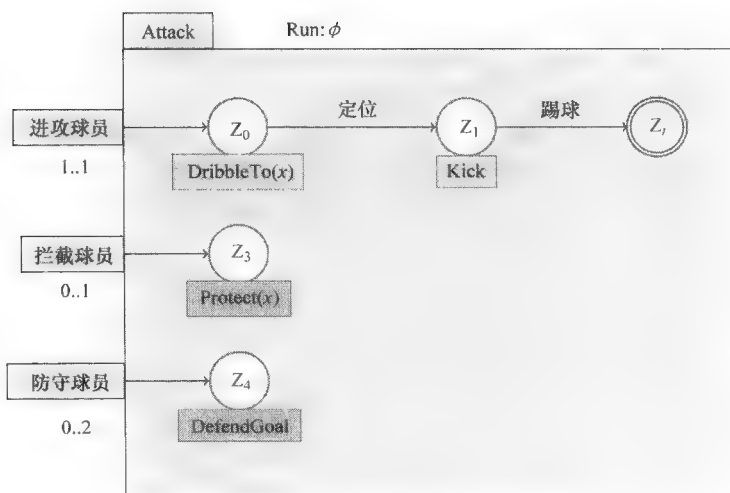 Attack
Run: ϕ
进攻球员
1..1
Z₀
DribbleTo(x)
定位
Z₁
Kick
踢球
Zₜ
拦截球员
0..1
Z₃
Protect(x)
防守球员
0..2
Z₄
DefendGoal